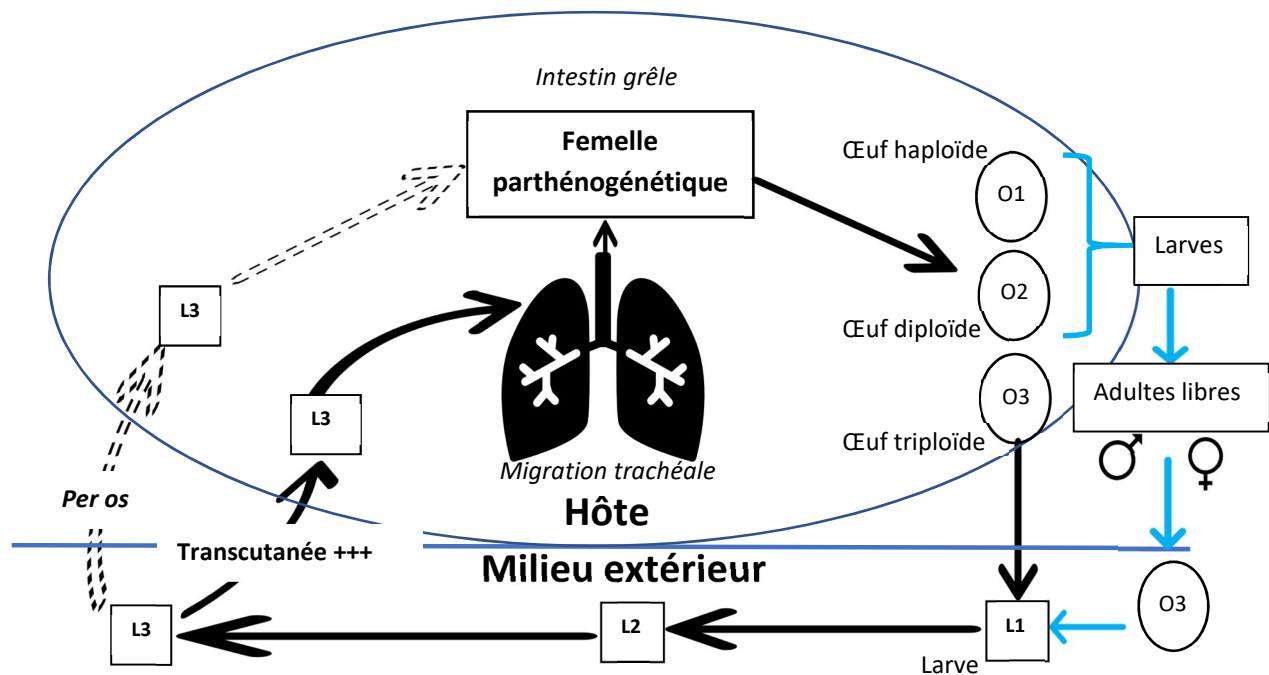 Intestin grêle
Femelle
parthénogénétique
Œuf haploïde
O1
Larves
O2
Œuf diploïde
L3
Adultes libres
O3
L3
Œuf triploïde
Migration trachéale
Per os
Hôte
Transcutanée +++
Milieu extérieur
O3
L3
L2
L1
Larve